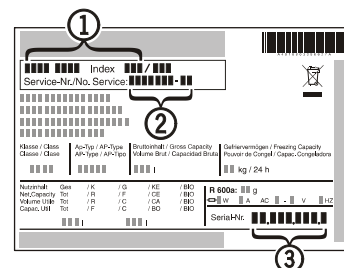 1
Index /
Service-Nr./No. Service: -
2
Klasse / Clase Ap-Typ / AP-Type Bruttoinhalt / Gross Capacity Gefriervermögen / Freezing Capacity
Classe / Clase AP-Type / AP-Tipo Volume Brut / Capacidad Bruta Pouvoir de Congel / Capac. Congeladora
l kg / 24 h
Nutzinhalt Ges / K / G / KE / BIO
Net.Capacity Tot / R / F / CE / BIO
Volume Utile Tot / R / C / CA / BIO
Capac. Util Tot / F / C / BO / BIO
l l
R 600a: g
W A AC - V HZ
Serial-Nr.
3